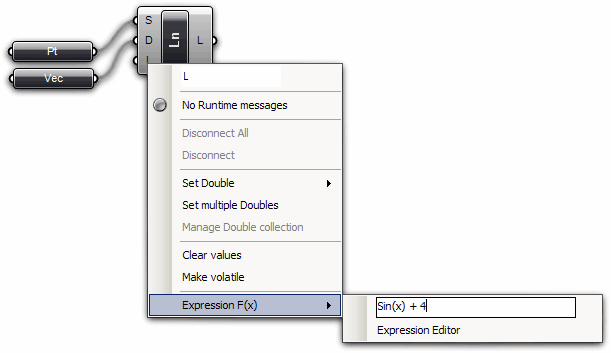 S
Pt
D
Ln
L
Vec
L
No Runtime messages
Disconnect All
Disconnect
Set Double
Set multiple Doubles
Manage Double collection
Clear values
Make volatile
Expression F(x)
Sin(x) + 4
Expression Editor